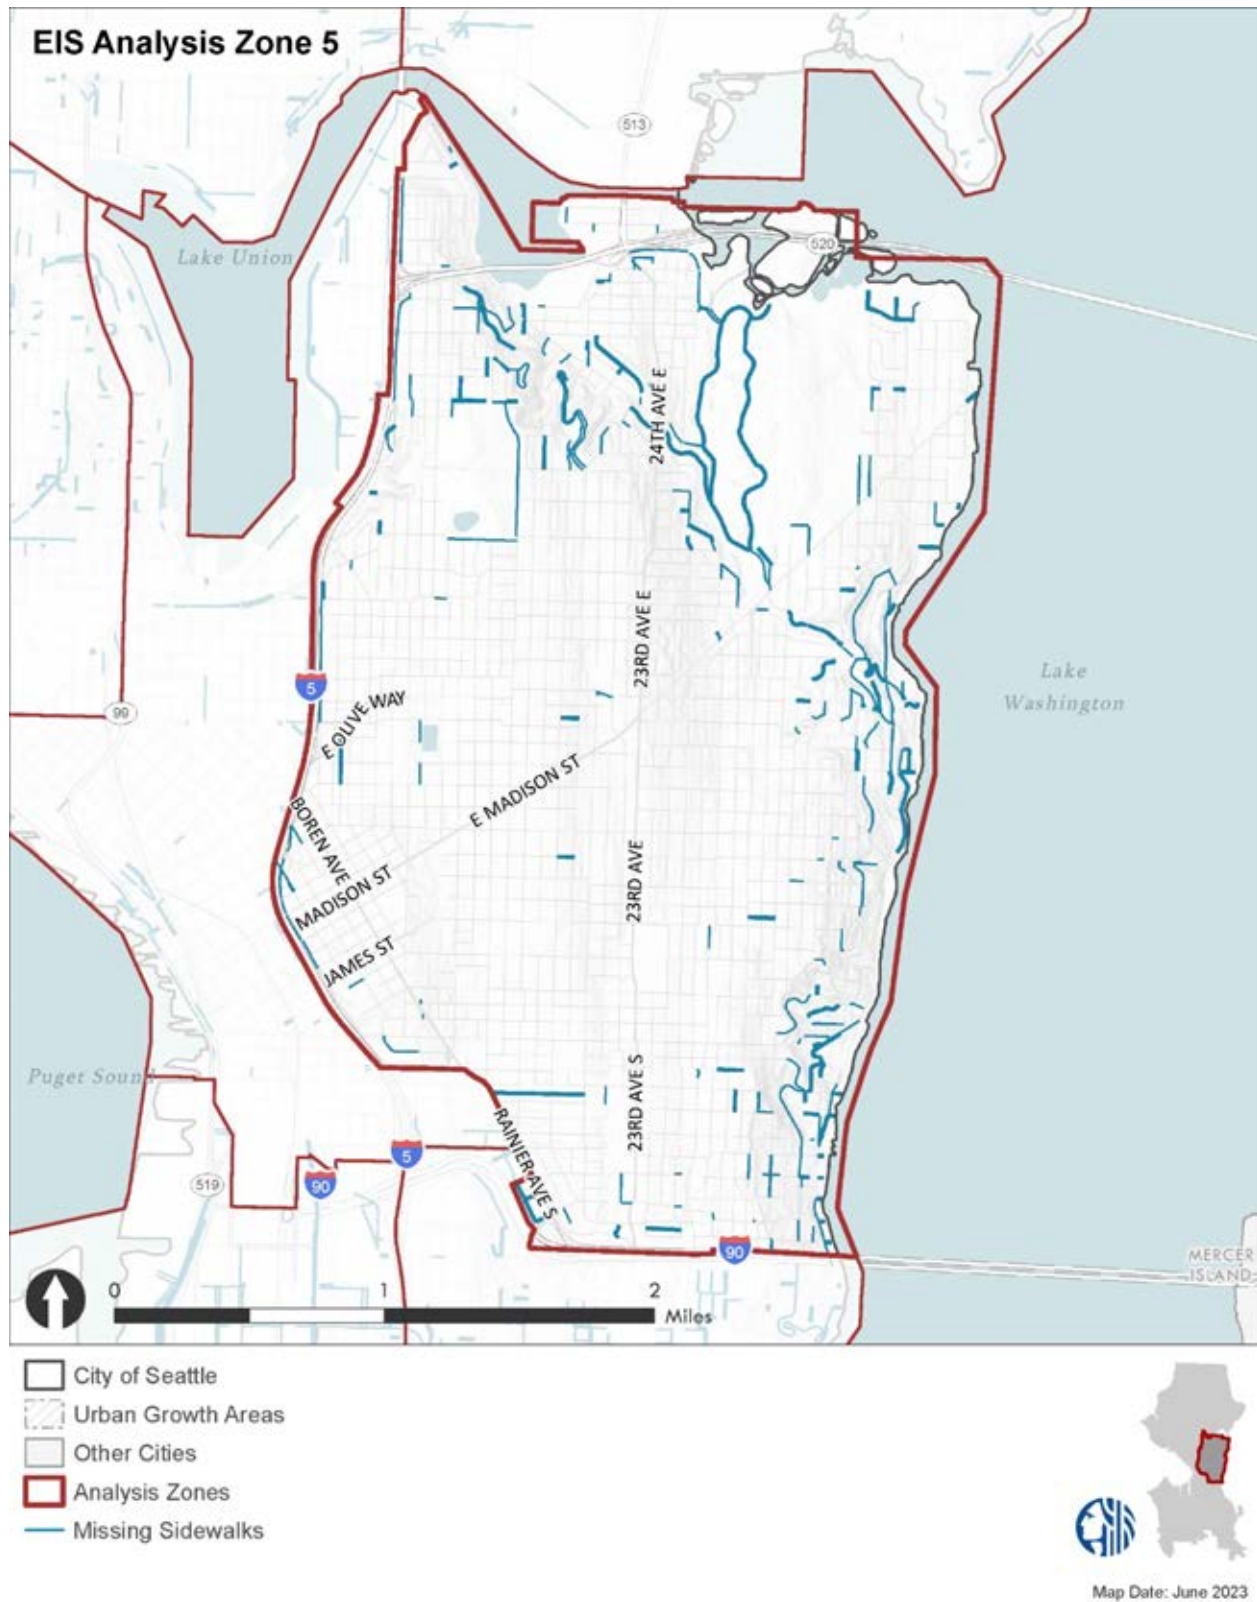 EIS Analysis Zone 5
513
Lake Union
520
24TH AVE E
23RD AVE E
Lake
Washington
5
99
E OLIVE WAY
E MADISON ST
BOREN AVE
23RD AVE
MADISON ST
JAMES ST
Puget Sound
23RD AVE S
RAINIER AVE S
5
90
519
90
MERCER
ISLAND
0 1 2
Miles
City of Seattle
Urban Growth Areas
Other Cities
Analysis Zones
Missing Sidewalks
Map Date: June 2023